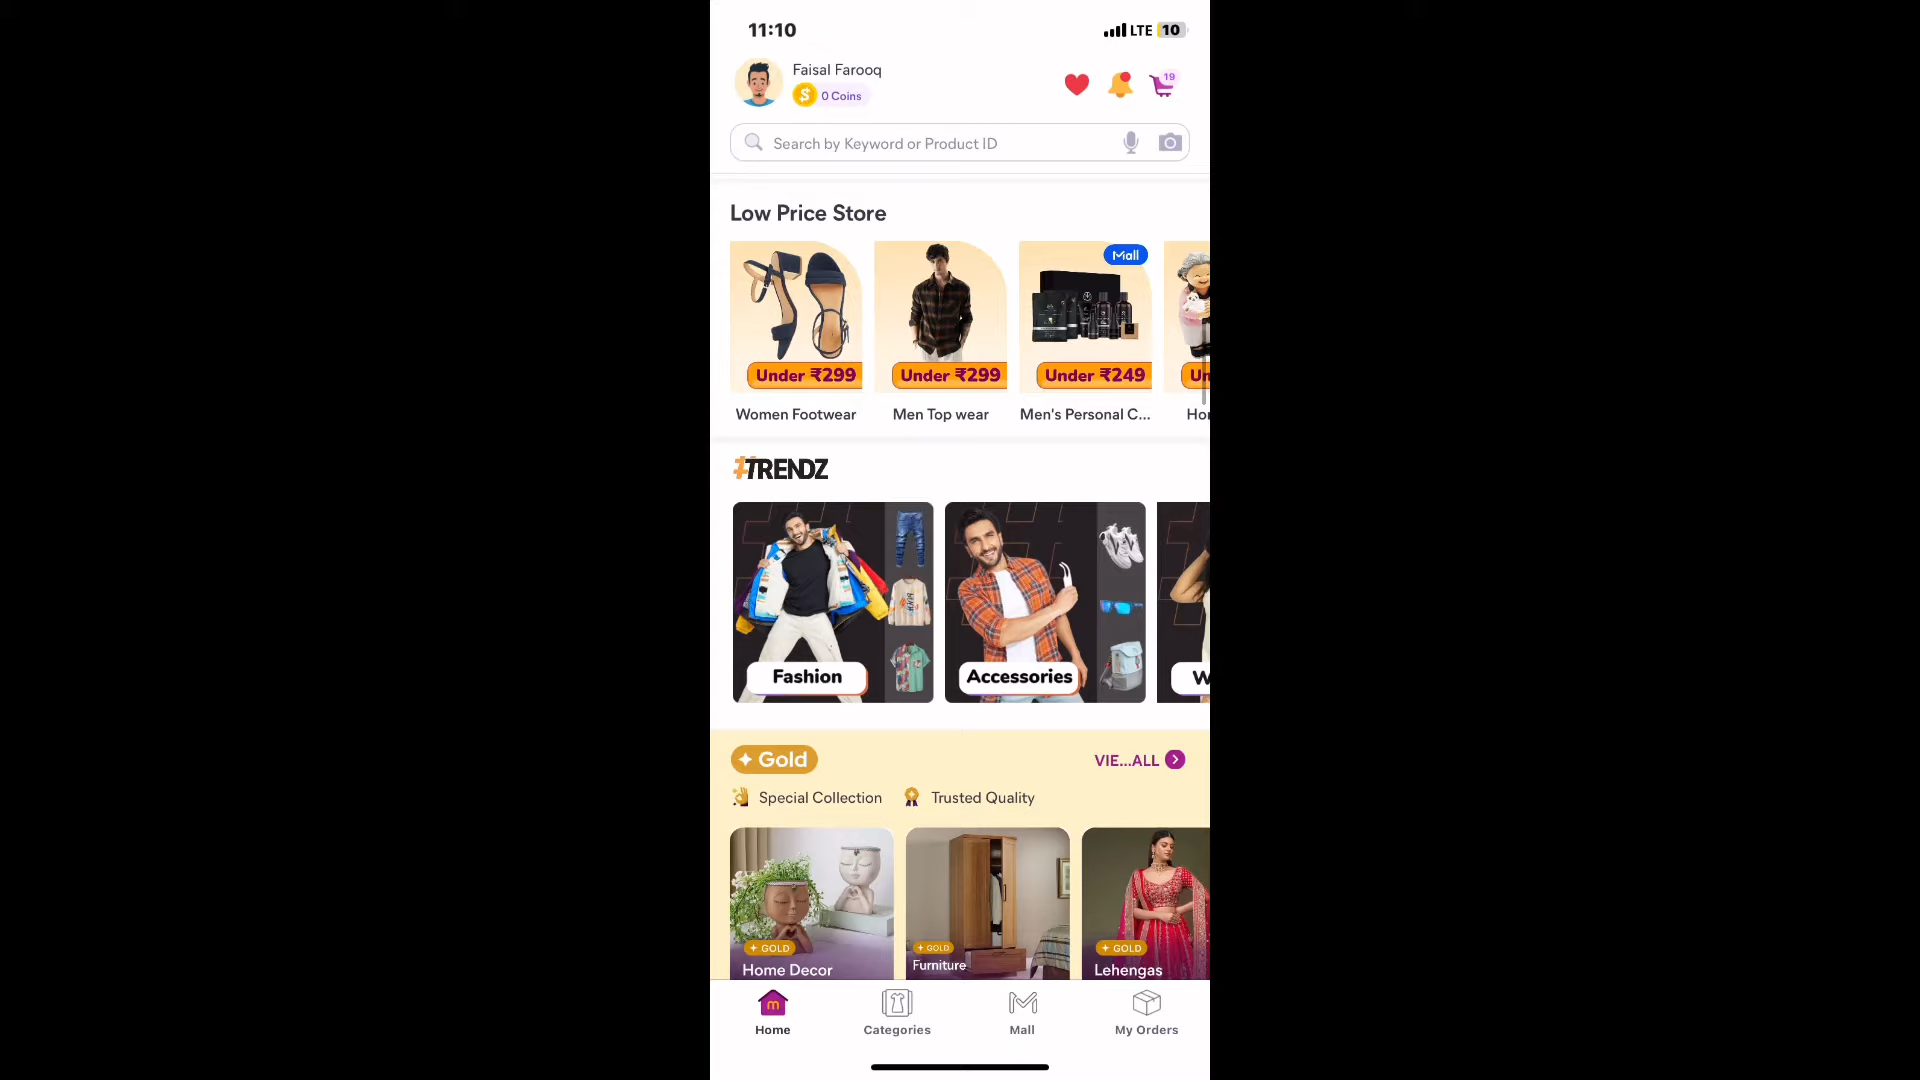 11:10
LTE 10
Faisal Farooq
0 Coins
19
Search by Keyword or Product ID
Low Price Store
Mall
Under ₹299
Under ₹299
Under ₹249
Un
Women Footwear
Men Top wear
Men's Personal C...
Hor
#TRENDZ
Fashion
Accessories
W
Gold
VIE...ALL
Special Collection
Trusted Quality
GOLD
Home Decor
GOLD
Furniture
GOLD
Lehengas
Home
Categories
Mall
My Orders